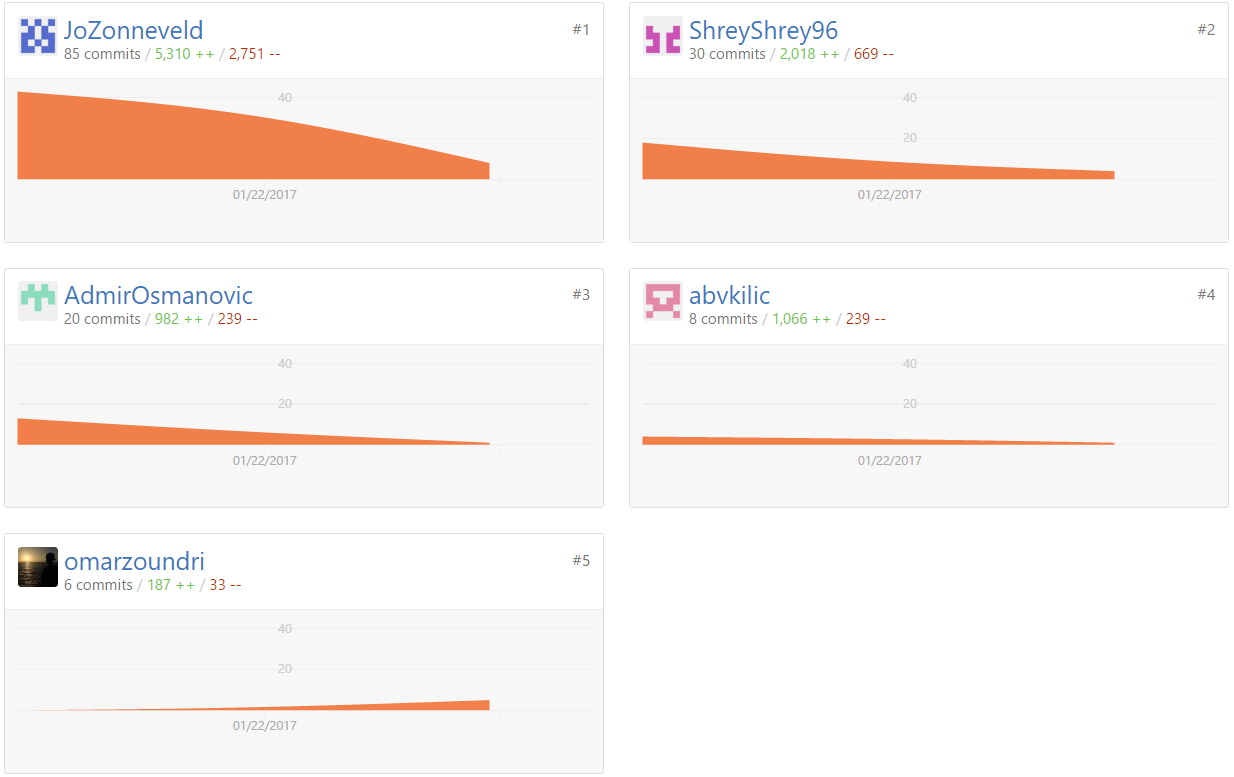 JoZonneveld #1
85 commits / 5,310 ++ / 2,751 --
40
01/22/2017
ShreyShrey96 #2
30 commits / 2,018 ++ / 669 --
40
20
01/22/2017
AdmirOsmanovic #3
20 commits / 982 ++ / 239 --
40
20
01/22/2017
abvkilic #4
8 commits / 1,066 ++ / 239 --
40
20
01/22/2017
omarzoundri #5
6 commits / 187 ++ / 33 --
40
20
01/22/2017